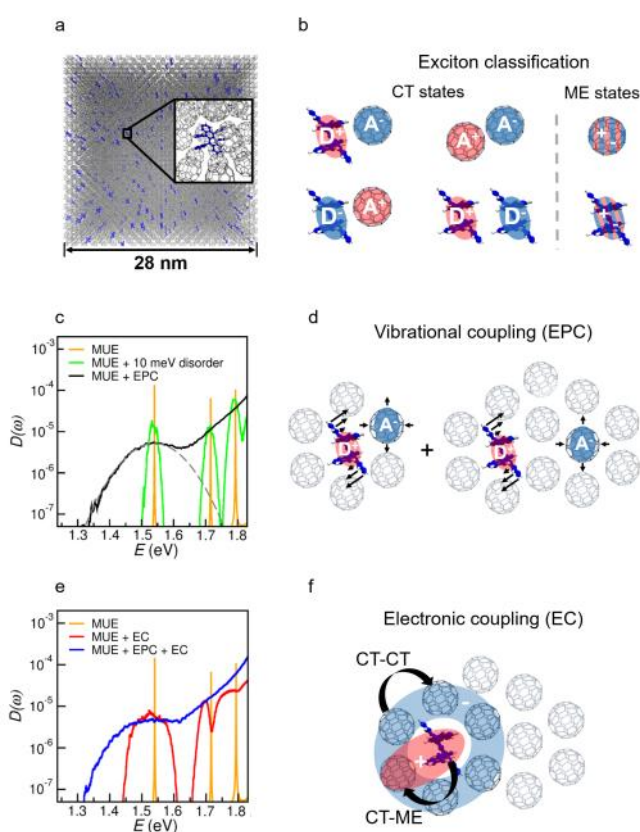 a
28 nm
b
Exciton classification
CT states
ME states
D+
A-
A+
A-
+ -
D-
A+
D+
D-
+ -
c
10-3
10-4
10-5
10-6
10-7
D(ω)
MUE
MUE + 10 meV disorder
MUE + EPC
1.3 1.4 1.5 1.6 1.7 1.8
E (eV)
d
Vibrational coupling (EPC)
D
A-
+
D
A-
e
10-3
10-4
10-5
10-6
10-7
D(ω)
MUE
MUE + EC
MUE + EPC + EC
1.3 1.4 1.5 1.6 1.7 1.8
E (eV)
f
Electronic coupling (EC)
CT-CT
-
+
CT-ME